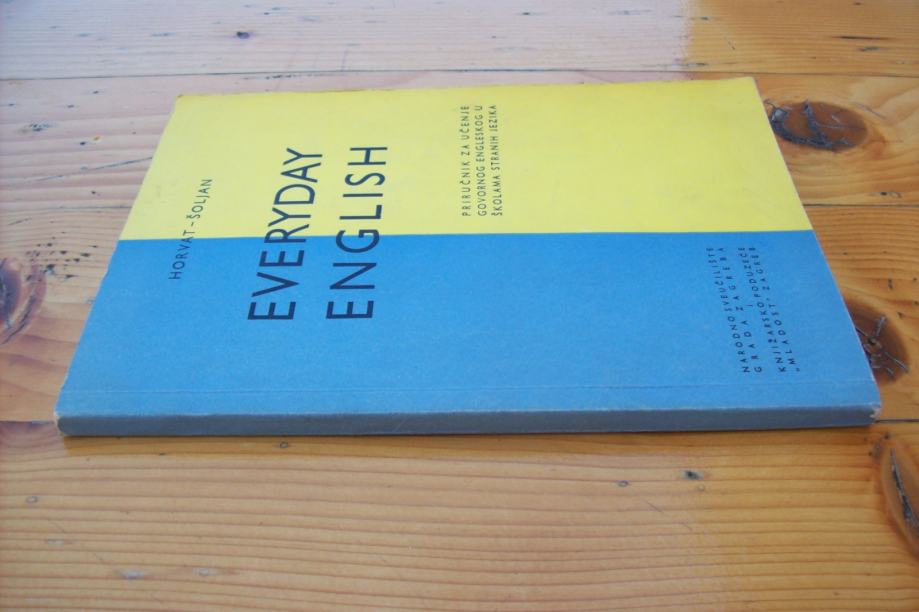 HORVAT-ŠOLJAN
EVERYDAY
ENGLISH
PRIRUČNIK ZA UČENJE
GOVORNOG ENGLESKOG U
ŠKOLAMA STRANIH JEZIKA
NARODNO SVEUČILIŠTE
GRADA ZAGREBA
I
KNJIŽARSKO PODUZEĆE
„MLADOST", ZAGREB